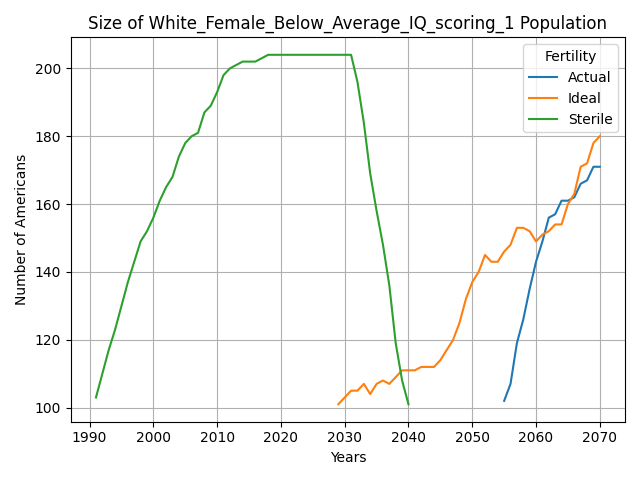 Size of White_Female_Below_Average_IQ_scoring_1 Population
Number of Americans
200
180
160
140
120
100
Fertility
Actual
Ideal
Sterile
1990 2000 2010 2020 2030 2040 2050 2060 2070
Years